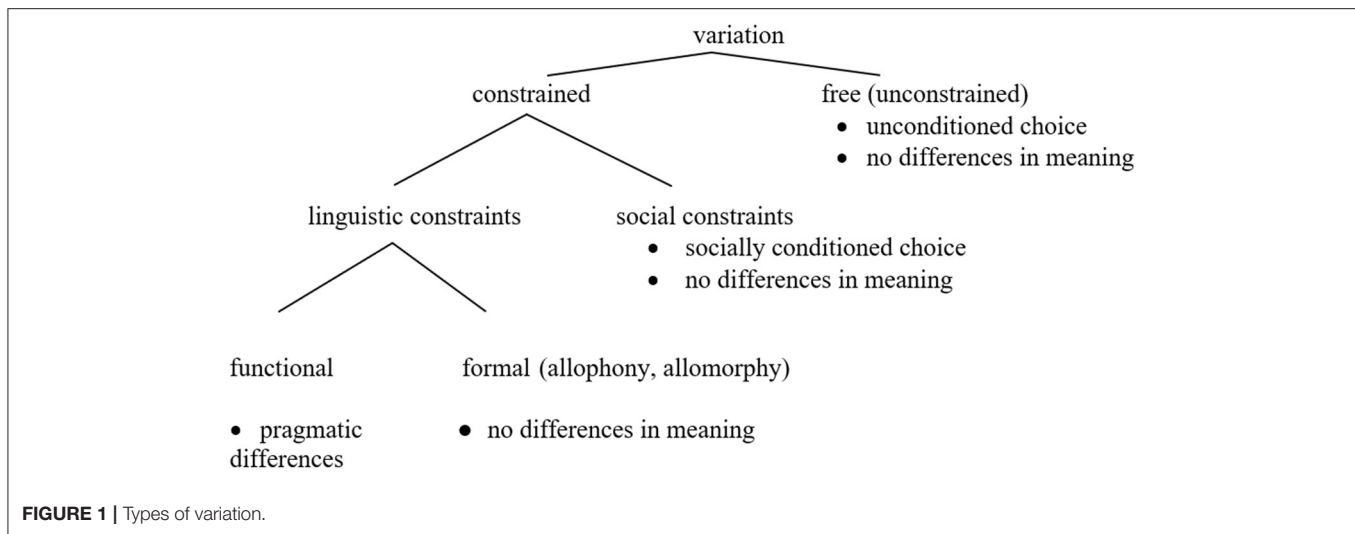 variation
constrained
free (unconstrained)
• unconditioned choice
• no differences in meaning
linguistic constraints
social constraints
• socially conditioned choice
• no differences in meaning
functional
formal (allophony, allomorphy)
• pragmatic
differences
• no differences in meaning
FIGURE 1 | Types of variation.